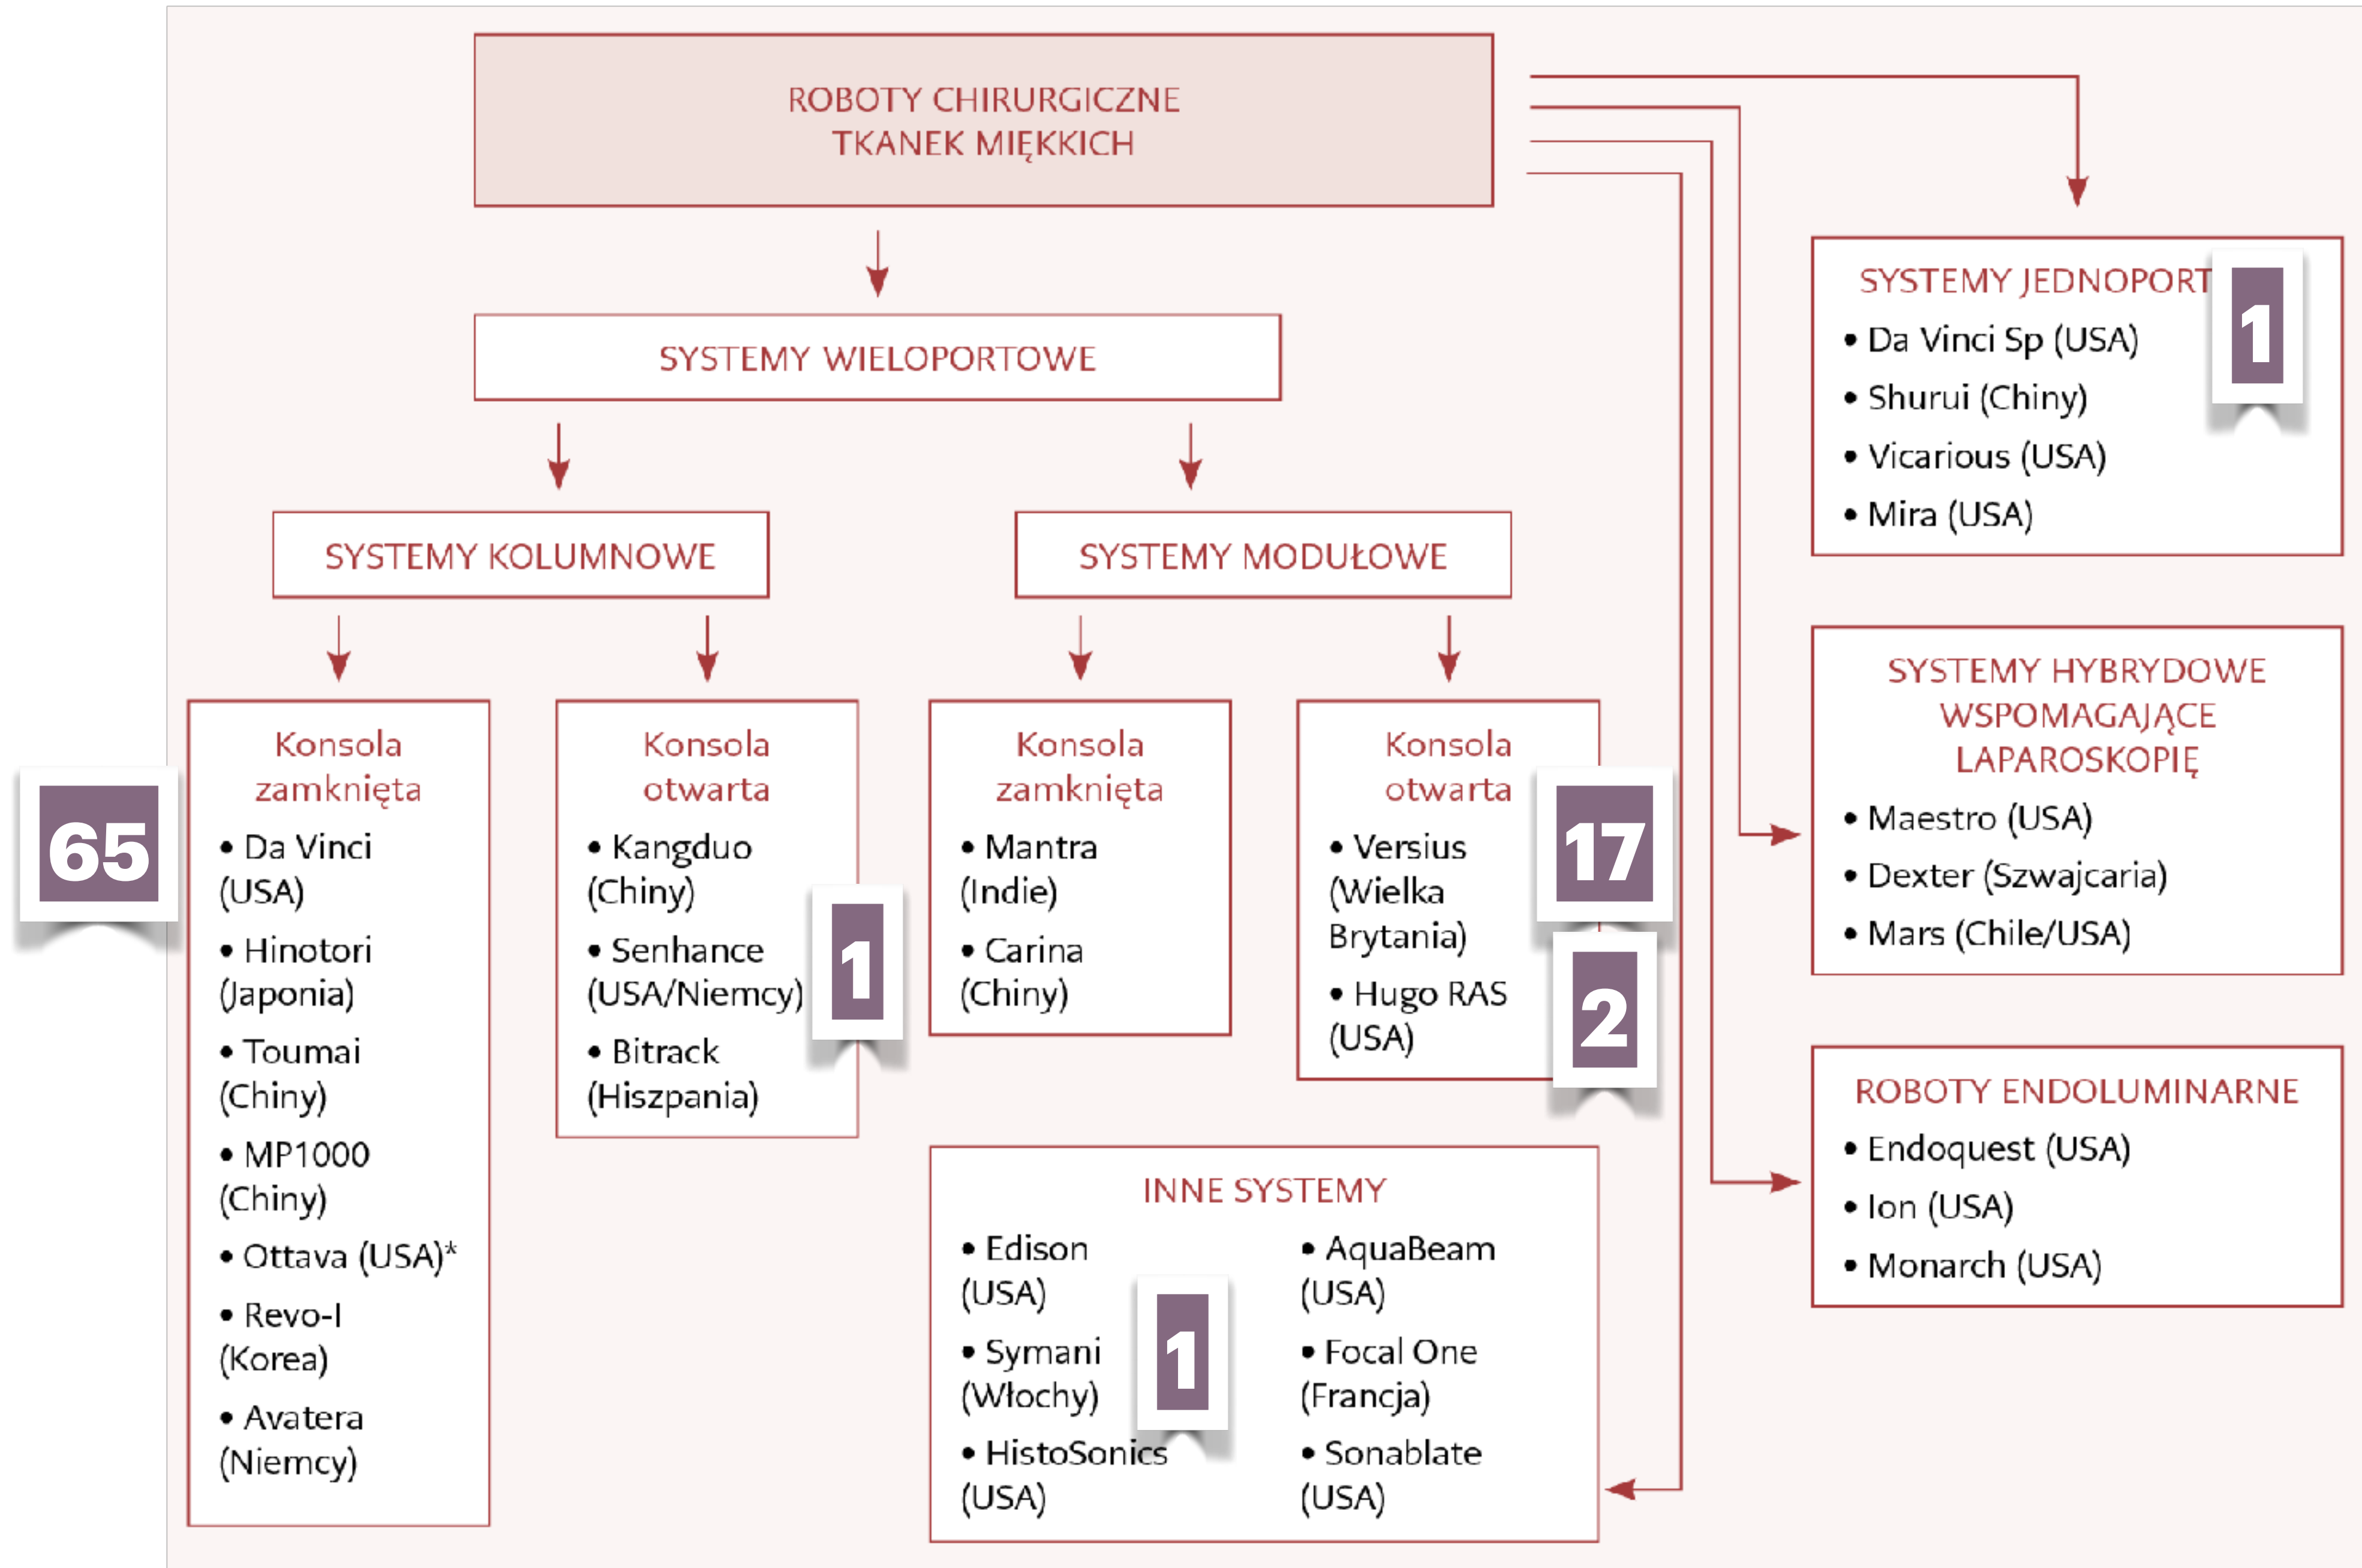 ROBOTY CHIRURGICZNE
TKANEK MIĘKKICH
SYSTEMY WIELOPORTOWE
SYSTEMY KOLUMNOWE
SYSTEMY MODUŁOWE
Konsola
zamknięta
65
• Da Vinci
(USA)
• Hinotori
(Japonia)
• Toumai
(Chiny)
• MP1000
(Chiny)
• Ottava (USA)*
• Revo-I
(Korea)
• Avatera
(Niemcy)
Konsola
otwarta
• Kangduo
(Chiny)
• Senhance
(USA/Niemcy)
1
• Bitrack
(Hiszpania)
Konsola
zamknięta
• Mantra
(Indie)
• Carina
(Chiny)
Konsola
otwarta
• Versius
(Wielka
Brytania)
17
• Hugo RAS
(USA)
2
INNE SYSTEMY
• Edison
(USA)
• Symani
(Włochy)
1
• HistoSonics
(USA)
• AquaBeam
(USA)
• Focal One
(Francja)
• Sonablate
(USA)
SYSTEMY JEDNOPORT
1
• Da Vinci Sp (USA)
• Shurui (Chiny)
• Vicarious (USA)
• Mira (USA)
SYSTEMY HYBRYDOWE
WSPOMAGAJĄCE
LAPAROSKOPIĘ
• Maestro (USA)
• Dexter (Szwajcaria)
• Mars (Chile/USA)
ROBOTY ENDOLUMINARNE
• Endoquest (USA)
• Ion (USA)
• Monarch (USA)